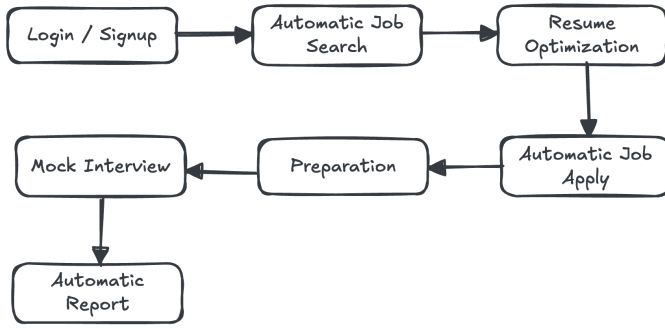 Login / Signup
Automatic Job
Search
Resume
Optimization
Automatic Job
Apply
Preparation
Mock Interview
Automatic
Report